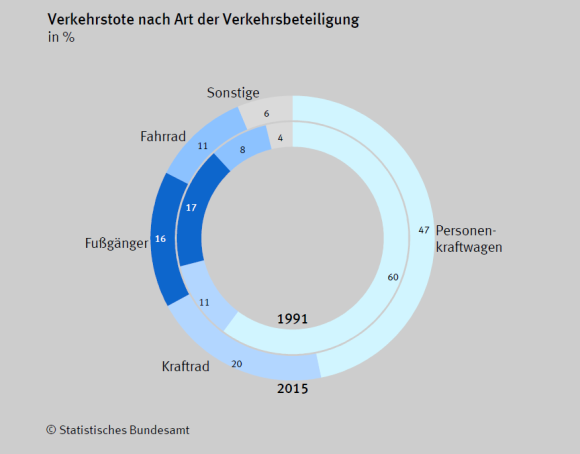 Verkehrstote nach Art der Verkehrsbeteiligung
in %
Sonstige
6
4
Fahrrad
11
8
17
Fußgänger
16
47
Personen-
kraftwagen
60
11
1991
Kraftrad
20
2015
© Statistisches Bundesamt